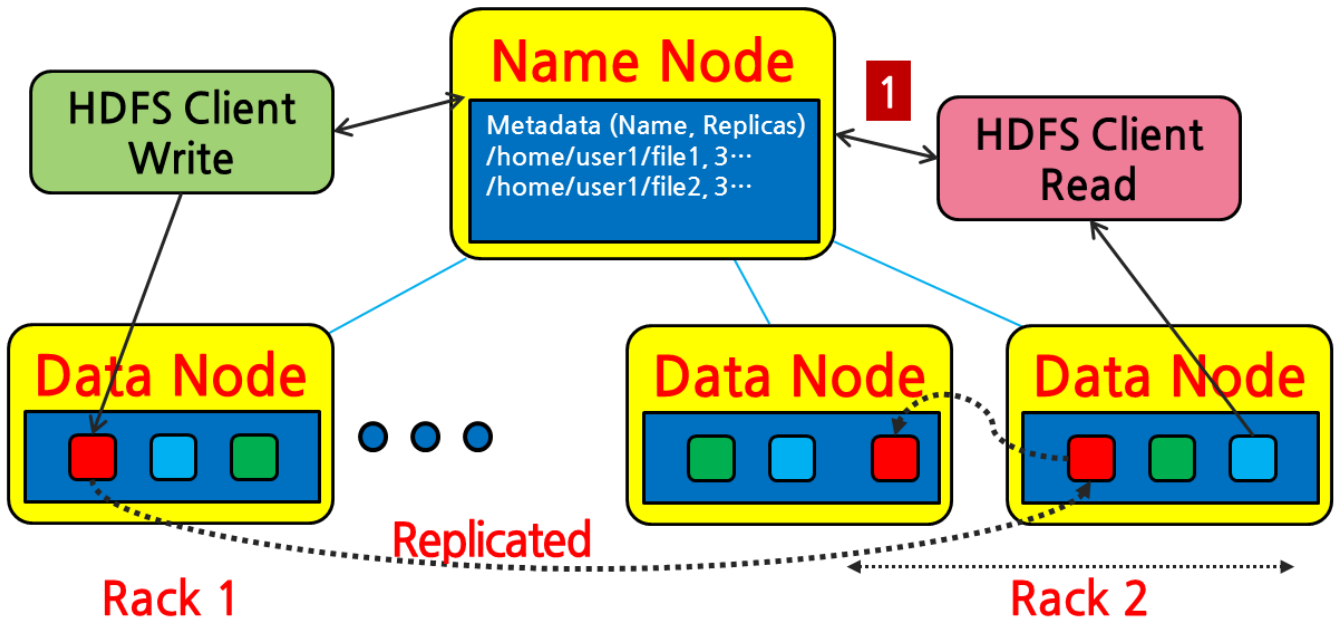 Name Node
1
HDFS Client
Write
Metadata (Name, Replicas)
/home/user1/file1, 3⋯
/home/user1/file2, 3⋯
HDFS Client
Read
Data Node
Data Node
Data Node
Replicated
Rack 1
Rack 2